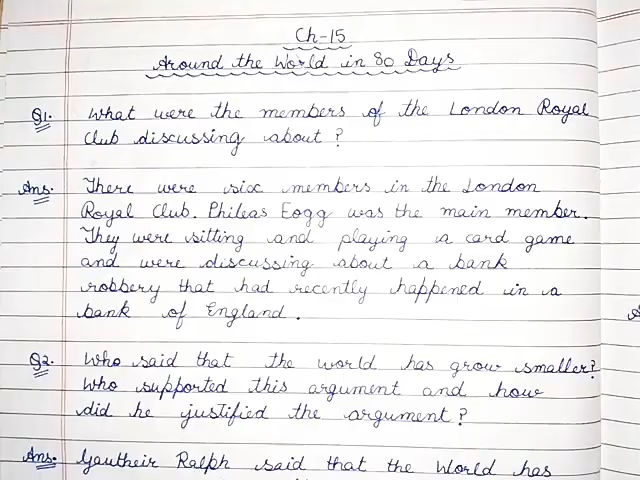 Ch-15
Around the World in 80 Days
Q1. What were the members of the London Royal
Club discussing about?
Ans. There were six members in the London
Royal Club. Phileas Eogg was the main member.
They were sitting and playing a card game
and were discussing about a bank
robbery that had recently happened in a
bank of England.
Q2. Who said that the world has grow smaller?
Who supported this argument and how
did he justified the argument?
Ans. Gautheir Ralph said that the World has